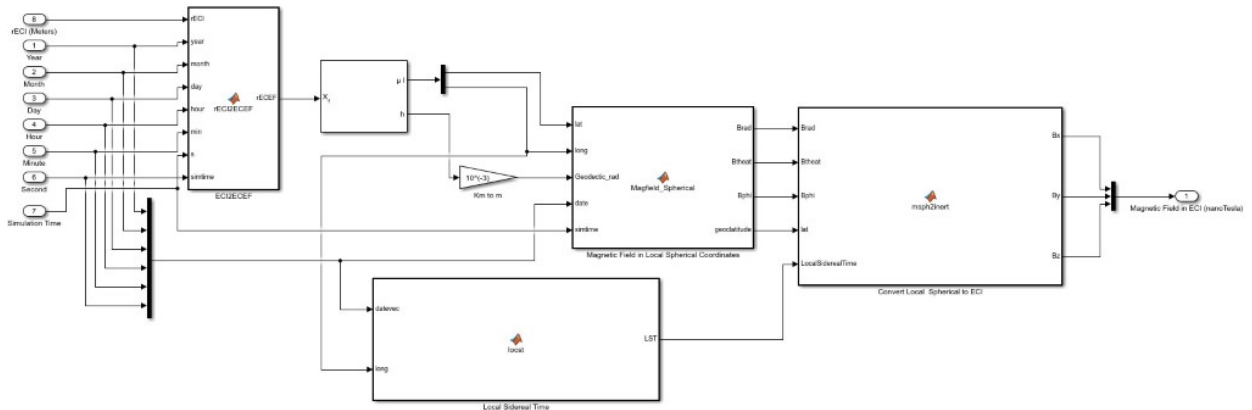 8
rECI (Meters)
1
Year
2
Month
3
Day
4
Hour
5
Minute
6
Second
7
Simulation Time
rECI
year
month
day
hour
min
s
simtime
rECI2ECEF
rECEF
ECI2ECEF
X
f
μ l
h
10^(-3)
Km to m
lat
long
Geodectic_rad
date
simtime
Magfield_Spherical
Brad
Btheat
Bphi
geodatitude
Magnetic Field in Local Spherical Coordinates
Brad
Btheat
Bphi
lat
LocalSiderealTime
msph2inert
Bx
By
Bz
Convert Local Spherical to ECI
1
Magnetic Field in ECI (nanoTesla)
datevec
long
locst
LST
Local Sidereal Time